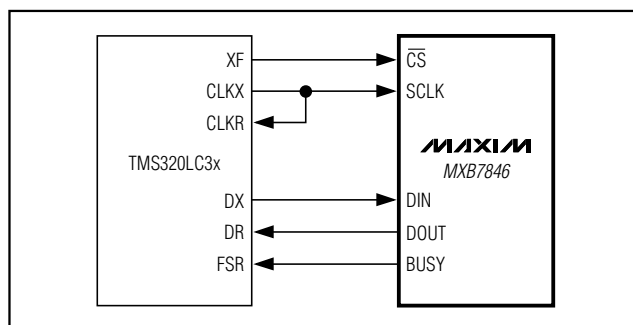 XF
CLKX
CLKR
TMS320LC3x
DX
DR
FSR
CS
SCLK
MAXIM
MXB7846
DIN
DOUT
BUSY